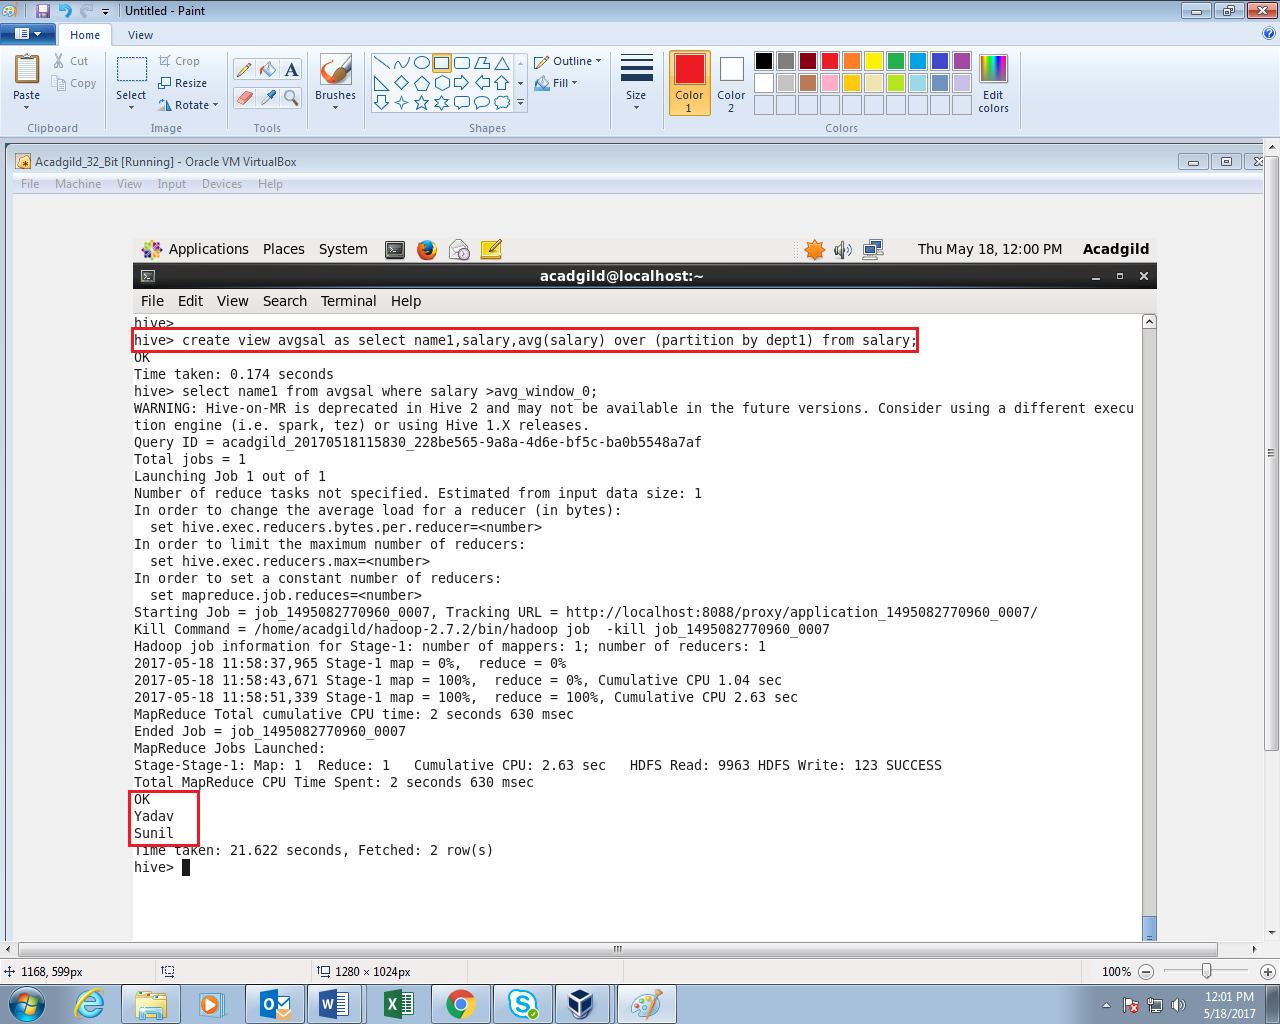 Untitled - Paint
Home
View
Paste
Cut
Copy
Clipboard
Select
Crop
Resize
Rotate
Image
A
Tools
Brushes
Outline
Fill
Shapes
Size
Color 1
Color 2
Edit colors
Colors
Acadgild_32_Bit [Running] - Oracle VM VirtualBox
File Machine View Input Devices Help
Applications Places System
Thu May 18, 12:00 PM Acadgild
acadgild@localhost:~
File Edit View Search Terminal Help
hive>
hive> create view avgsal as select name1,salary,avg(salary) over (partition by dept1) from salary;
OK
Time taken: 0.174 seconds
hive> select name1 from avgsal where salary >avg_window_0;
WARNING: Hive-on-MR is deprecated in Hive 2 and may not be available in the future versions. Consider using a different execu
tion engine (i.e. spark, tez) or using Hive 1.X releases.
Query ID = acadgild_20170518115830_228be565-9a8a-4d6e-bf5c-ba0b5548a7af
Total jobs = 1
Launching Job 1 out of 1
Number of reduce tasks not specified. Estimated from input data size: 1
In order to change the average load for a reducer (in bytes):
  set hive.exec.reducers.bytes.per.reducer=<number>
In order to limit the maximum number of reducers:
  set hive.exec.reducers.max=<number>
In order to set a constant number of reducers:
  set mapreduce.job.reduces=<number>
Starting Job = job_1495082770960_0007, Tracking URL = http://localhost:8088/proxy/application_1495082770960_0007/
Kill Command = /home/acadgild/hadoop-2.7.2/bin/hadoop job  -kill job_1495082770960_0007
Hadoop job information for Stage-1: number of mappers: 1; number of reducers: 1
2017-05-18 11:58:37,965 Stage-1 map = 0%,  reduce = 0%
2017-05-18 11:58:43,671 Stage-1 map = 100%,  reduce = 0%, Cumulative CPU 1.04 sec
2017-05-18 11:58:51,339 Stage-1 map = 100%,  reduce = 100%, Cumulative CPU 2.63 sec
MapReduce Total cumulative CPU time: 2 seconds 630 msec
Ended Job = job_1495082770960_0007
MapReduce Jobs Launched:
Stage-Stage-1: Map: 1  Reduce: 1   Cumulative CPU: 2.63 sec   HDFS Read: 9963 HDFS Write: 123 SUCCESS
Total MapReduce CPU Time Spent: 2 seconds 630 msec
OK
Yadav
Sunil
Time taken: 21.622 seconds, Fetched: 2 row(s)
hive>
1168, 599px
1280 × 1024px
100%
12:01 PM
5/18/2017